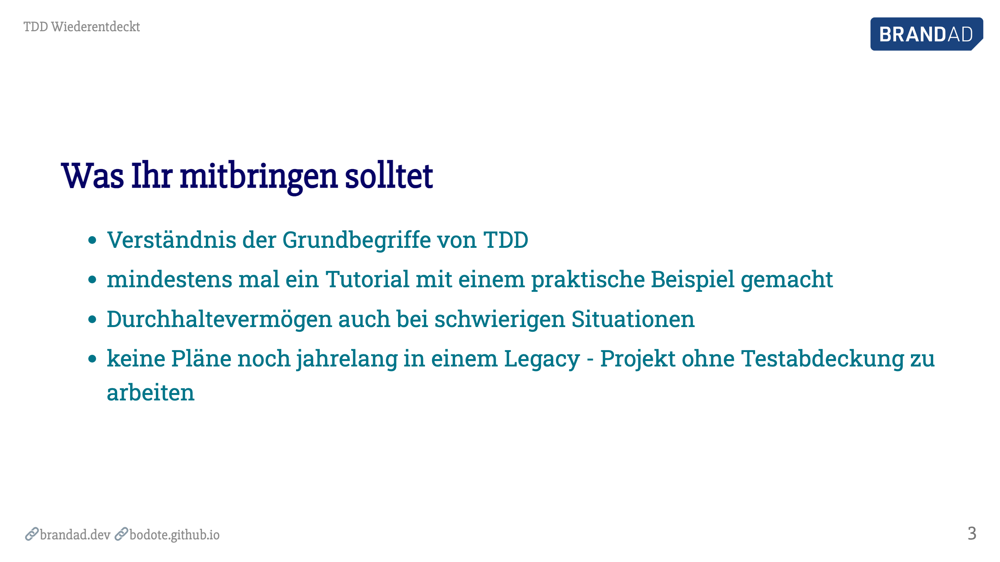 TDD Wiederentdeckt
BRANDAD
Was Ihr mitbringen solltet
• Verständnis der Grundbegriffe von TDD
• mindestens mal ein Tutorial mit einem praktische Beispiel gemacht
• Durchhaltevermögen auch bei schwierigen Situationen
• keine Pläne noch jahrelang in einem Legacy - Projekt ohne Testabdeckung zu
arbeiten
🔗brandad.dev 🔗bodote.github.io
3